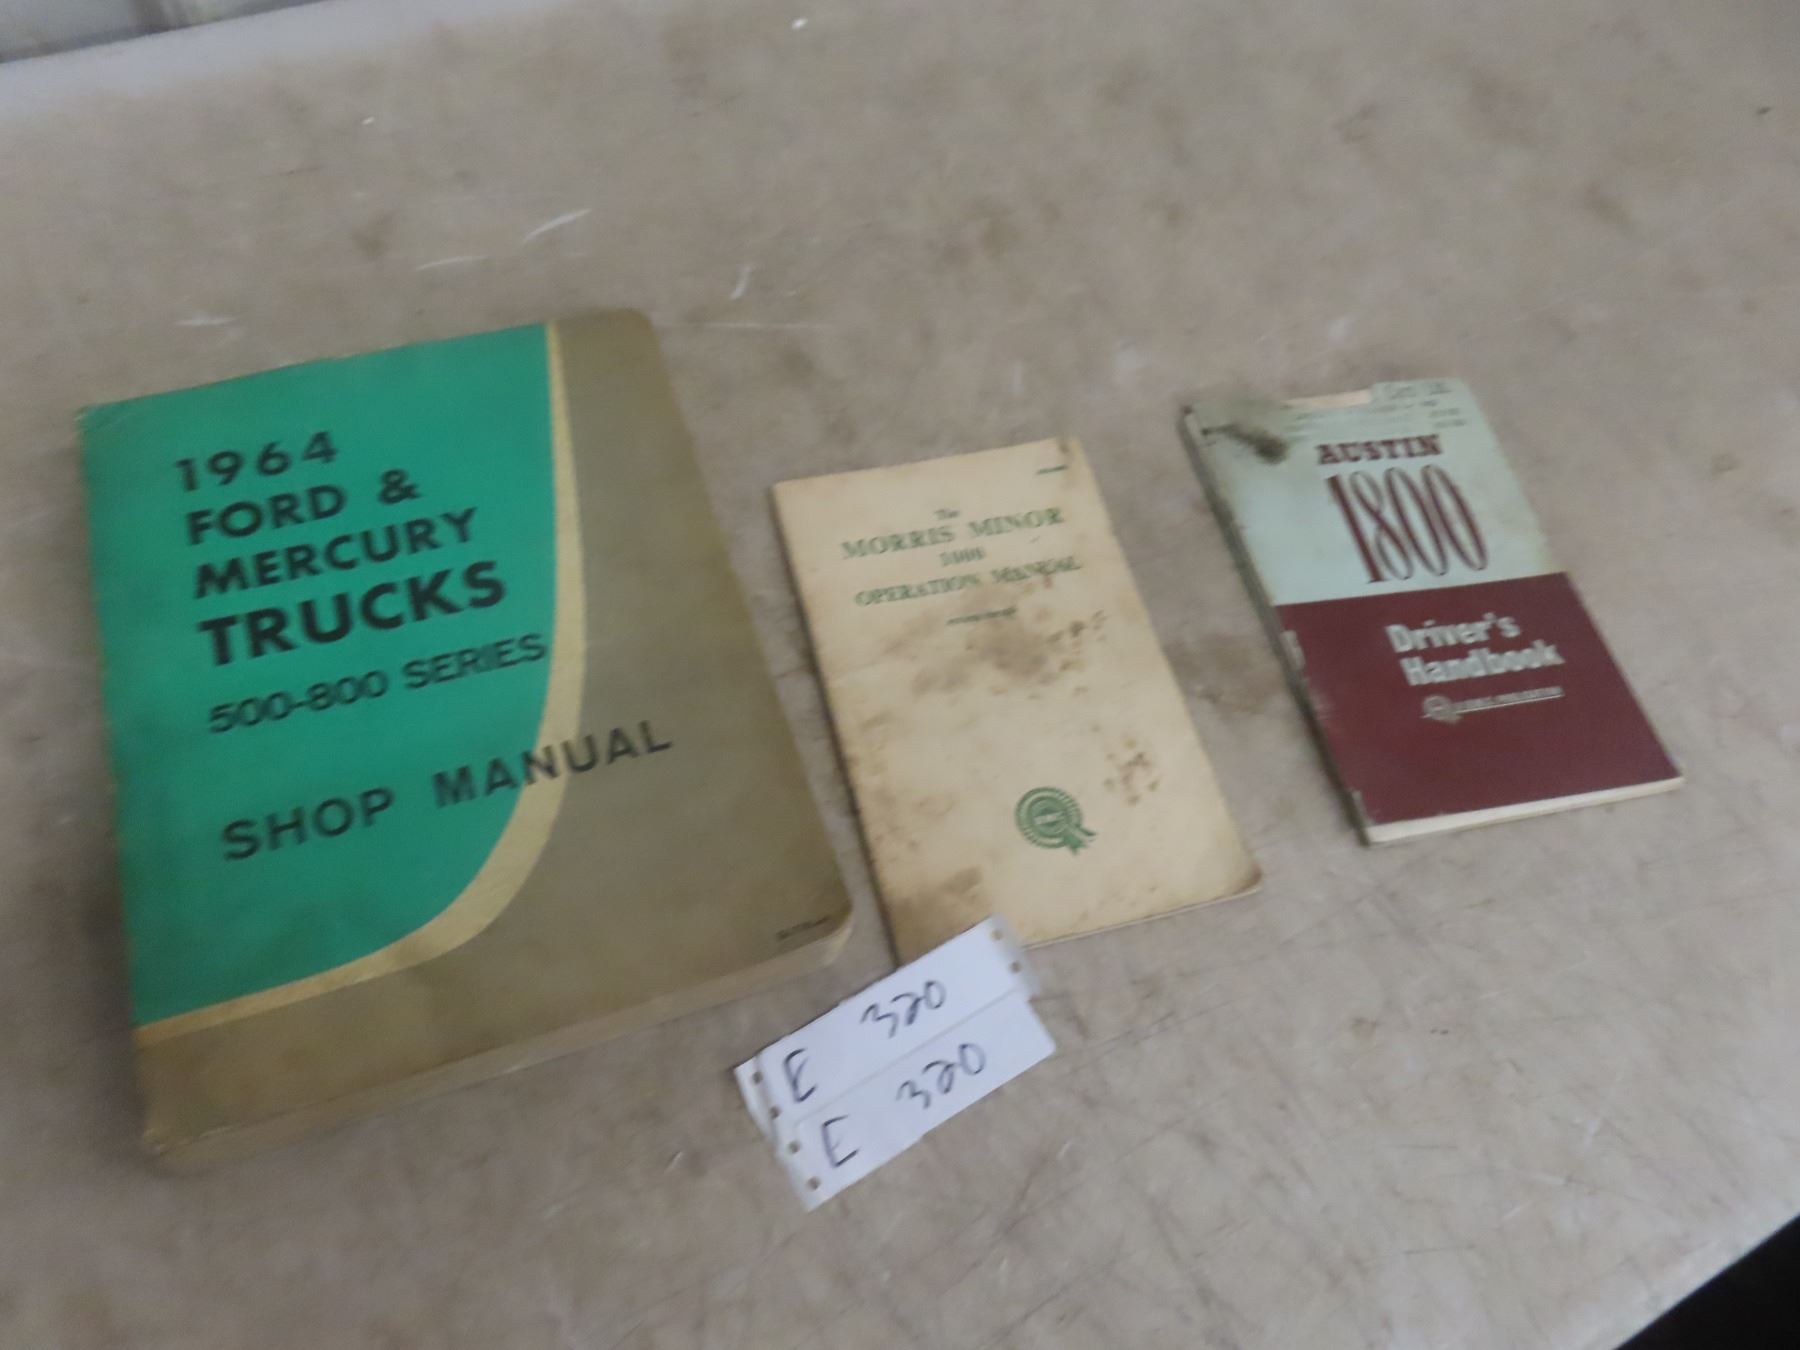 1964
FORD &
MERCURY
TRUCKS
500-800 SERIES
SHOP MANUAL
The
MORRIS MINOR
1000
OPERATION MANUAL
AUSTIN
1800
Driver's
Handbook
E 320
E 320